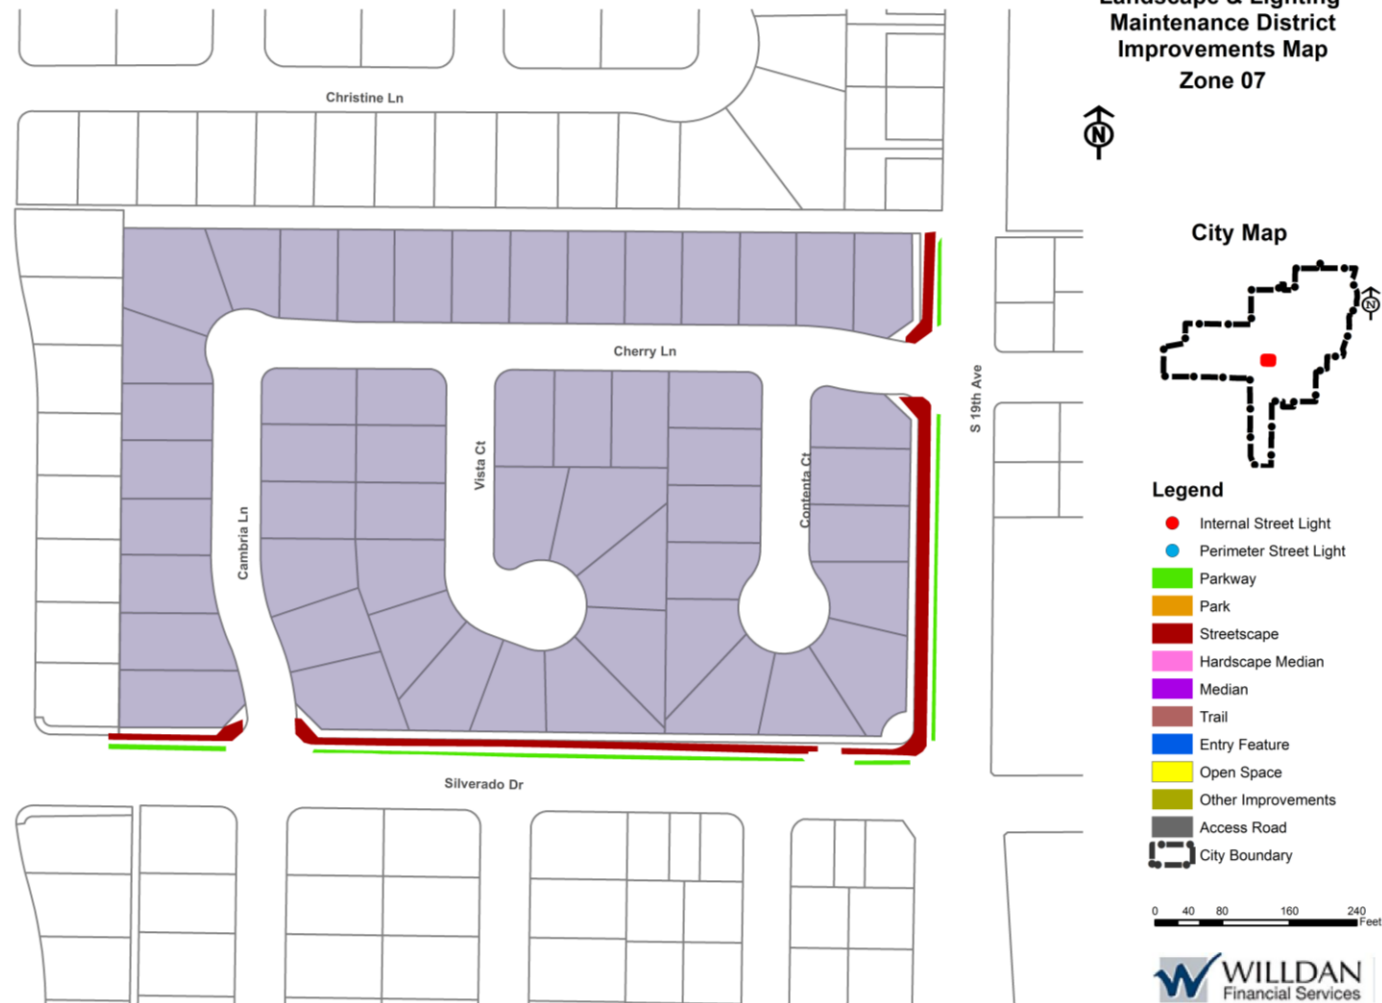 Landscape & Lighting
Maintenance District
Improvements Map
Zone 07
N
Christine Ln
City Map
N
Cherry Ln
S 19th Ave
Vista Ct
Contenta Ct
Cambria Ln
Silverado Dr
Legend
Internal Street Light
Perimeter Street Light
Parkway
Park
Streetscape
Hardscape Median
Median
Trail
Entry Feature
Open Space
Other Improvements
Access Road
City Boundary
0 40 80 160 240
Feet
WILLDAN
Financial Services